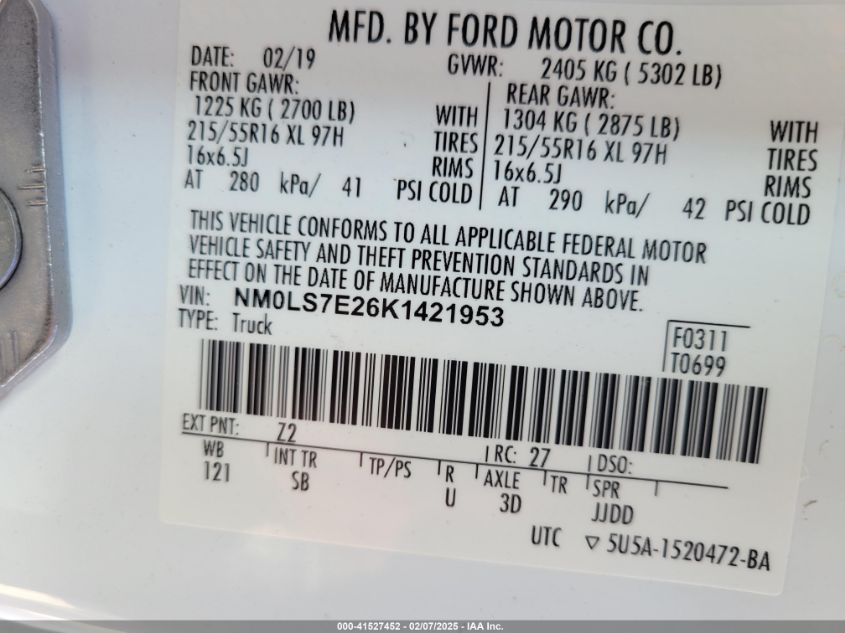 MFD. BY FORD MOTOR CO.
DATE: 02/19 GVWR: 2405 KG ( 5302 LB)
FRONT GAWR: REAR GAWR:
1225 KG ( 2700 LB) WITH 1304 KG ( 2875 LB) WITH
215/55R16 XL 97H TIRES 215/55R16 XL 97H TIRES
16x6.5J RIMS 16x6.5J RIMS
AT 280 kPa/ 41 PSI COLD AT 290 kPa/ 42 PSI COLD
THIS VEHICLE CONFORMS TO ALL APPLICABLE FEDERAL MOTOR
VEHICLE SAFETY AND THEFT PREVENTION STANDARDS IN
EFFECT ON THE DATE OF MANUFACTURE SHOWN ABOVE.
VIN: NM0LS7E26K1421953
TYPE: Truck F0311
T0699
EXT PNT: Z2 RC: 27 DSO:
WB INT TR TP/PS R AXLE TR SPR
121 SB U 3D JJDD
UTC ▽ 5U5A-1520472-BA
000-41527452 - 02/07/2025 - IAA Inc.